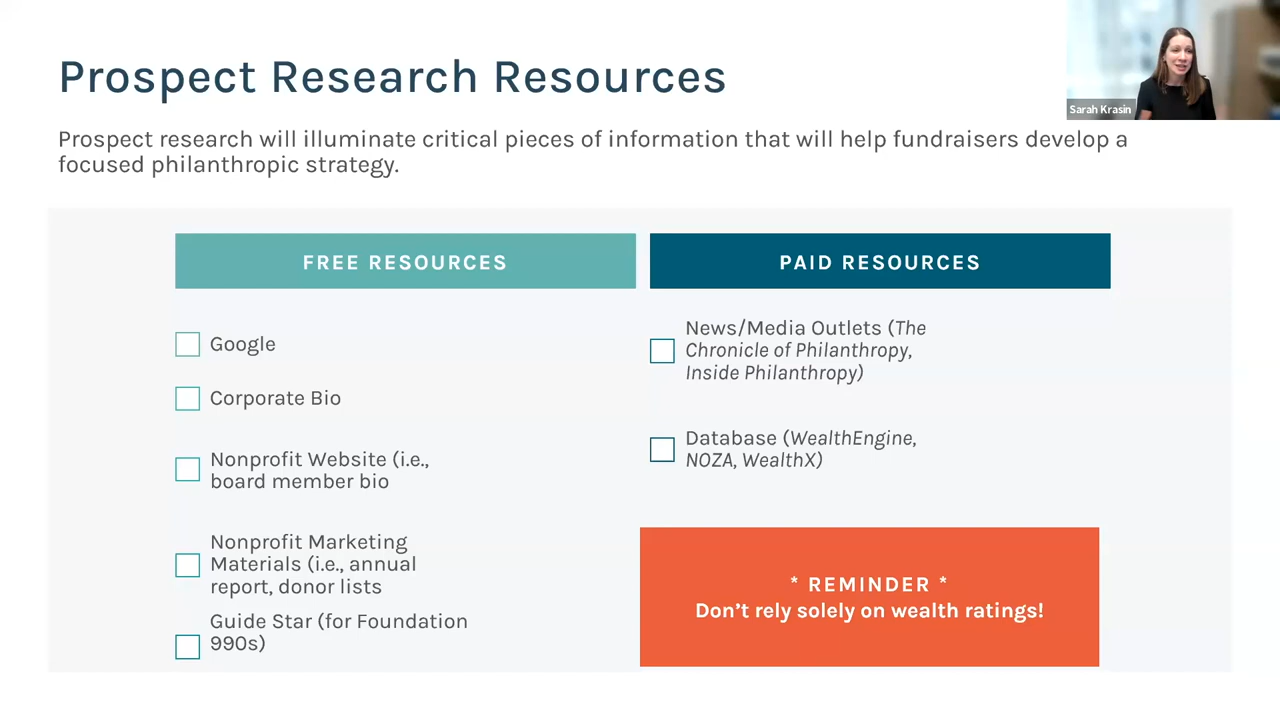 Prospect Research Resources
Sarah Krasin
Prospect research will illuminate critical pieces of information that will help fundraisers develop a
focused philanthropic strategy.
FREE RESOURCES
Google
Corporate Bio
Nonprofit Website (i.e.,
board member bio
Nonprofit Marketing
Materials (i.e., annual
report, donor lists
Guide Star (for Foundation
990s)
PAID RESOURCES
News/Media Outlets (The
Chronicle of Philanthropy,
Inside Philanthropy)
Database (WealthEngine,
NOZA, WealthX)
* REMINDER *
Don’t rely solely on wealth ratings!